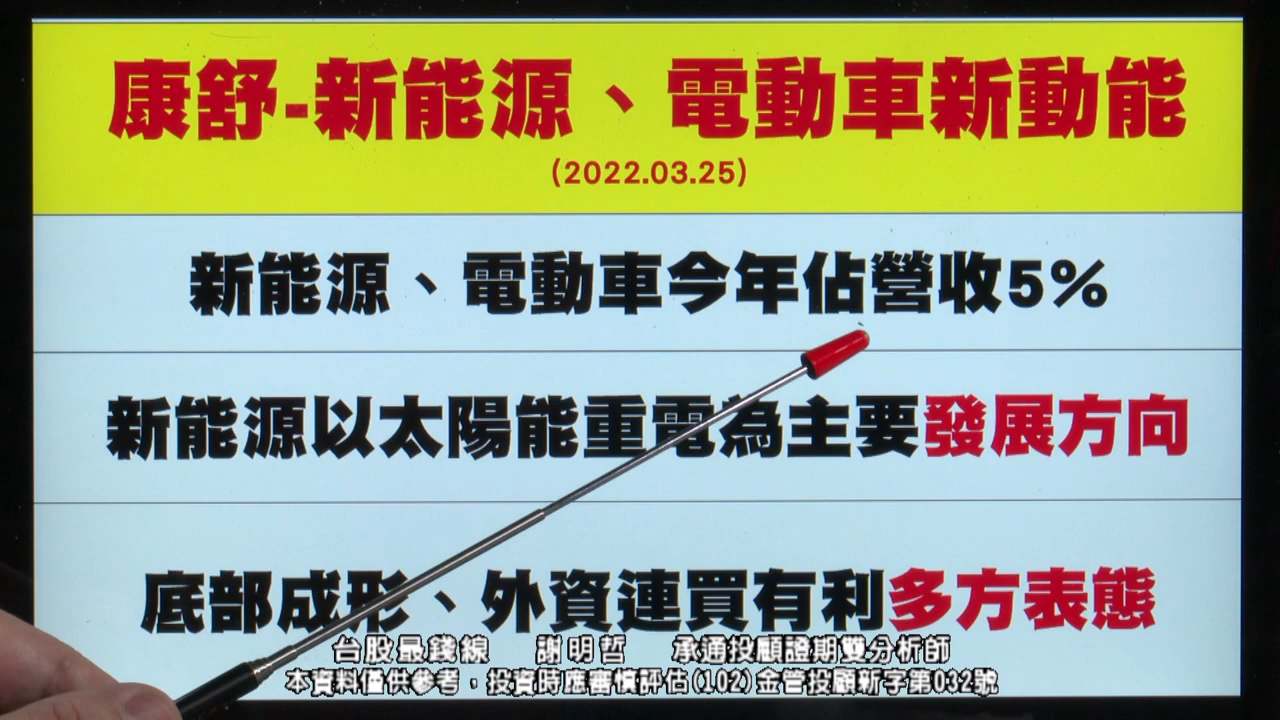 康舒-新能源、電動車新動能
(2022.03.25)
新能源、電動車今年佔營收5%
新能源以太陽能重電為主要發展方向
底部成形、外資連買有利多方表態
台股最錢線 謝明哲 承通投顧證期雙分析師
本資料僅供參考,投資時應審慎評估(102)金管投顧新字第032號